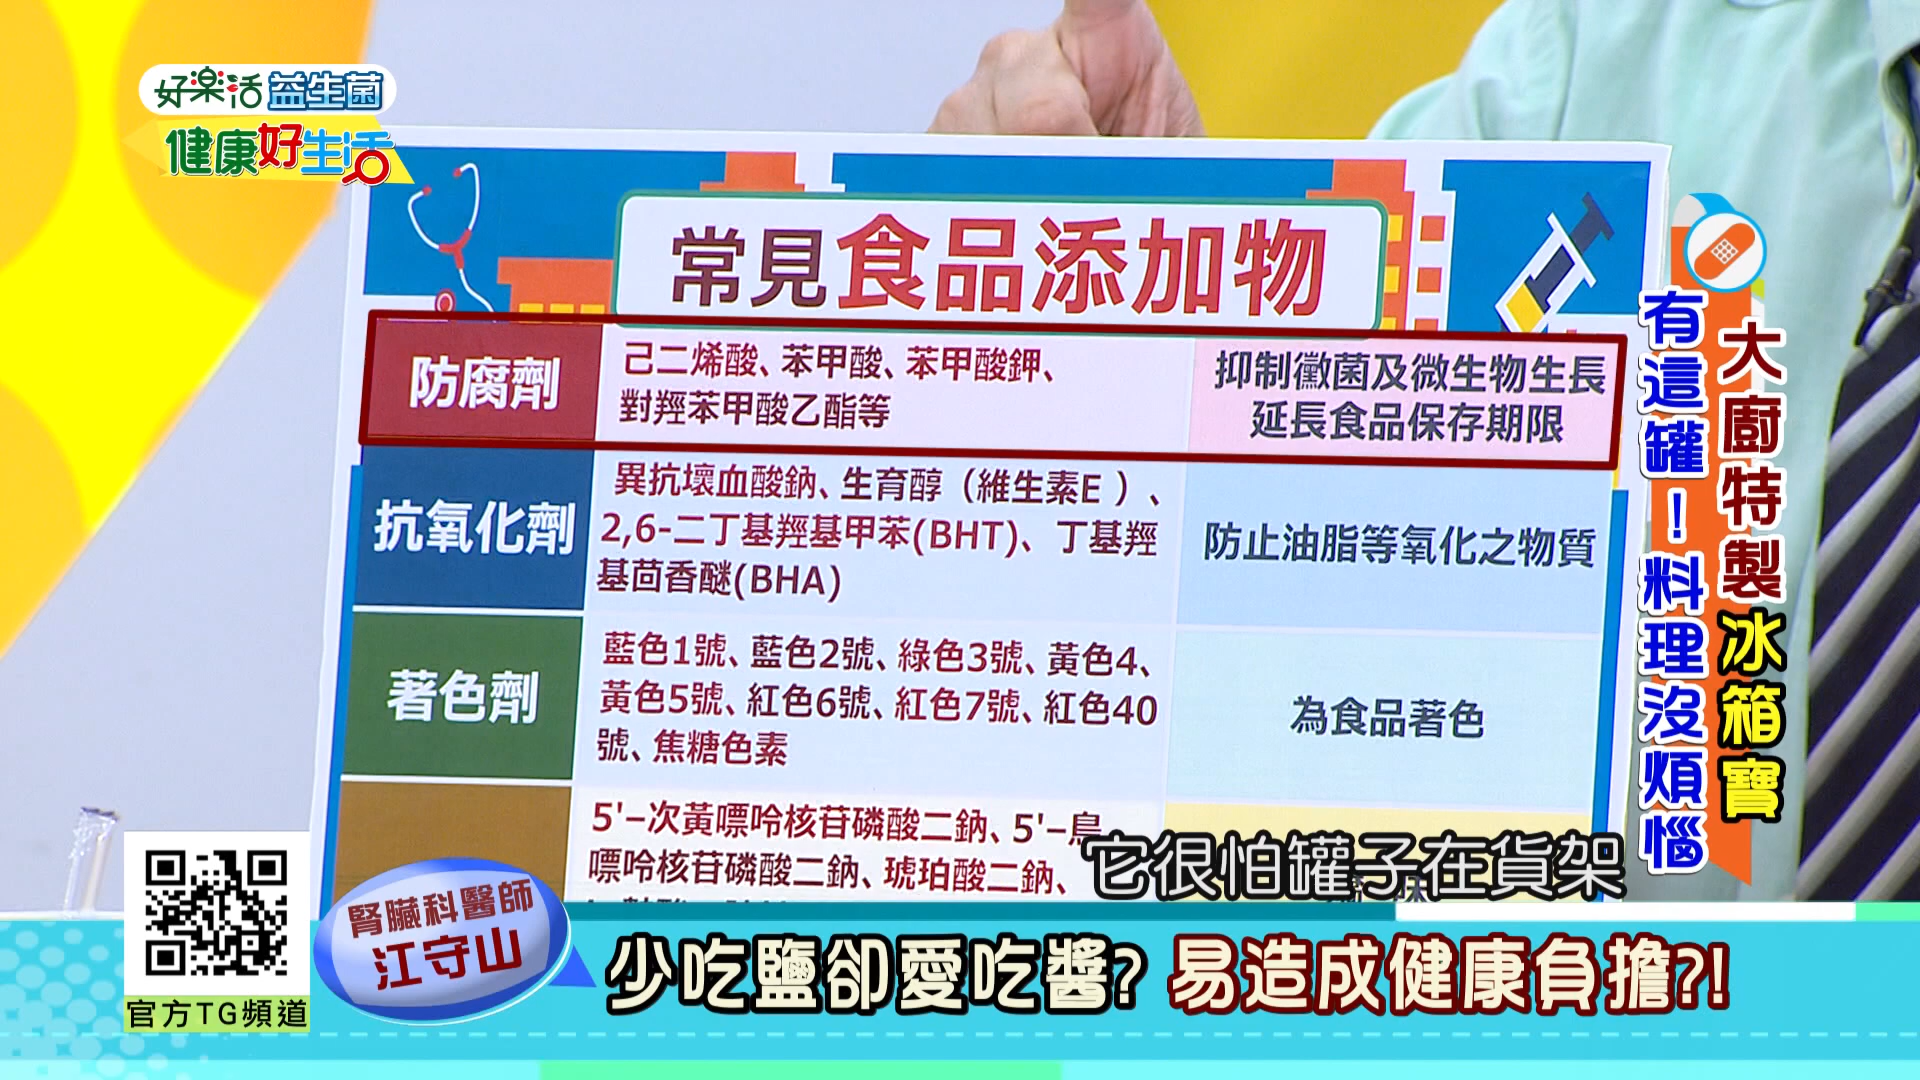 好樂活益生菌
健康好生活
常見食品添加物
防腐劑
己二烯酸、苯甲酸、苯甲酸鉀、
對羥苯甲酸乙酯等
抑制黴菌及微生物生長
延長食品保存期限
抗氧化劑
異抗壞血酸鈉、生育醇（維生素E）、
2,6-二丁基羥基甲苯(BHT)、丁基羥
基茴香醚(BHA)
防止油脂等氧化之物質
著色劑
藍色1號、藍色2號、綠色3號、黃色4、
黃色5號、紅色6號、紅色7號、紅色40
號、焦糖色素
為食品著色
5'-次黃嘌呤核苷磷酸二鈉、5'-鳥
嘌呤核苷磷酸二鈉、琥珀酸二鈉、
大廚特製冰箱寶
有這罐！料理沒煩惱
它很怕罐子在貨架
官方TG頻道
腎臟科醫師
江守山
少吃鹽卻愛吃醬? 易造成健康負擔?!